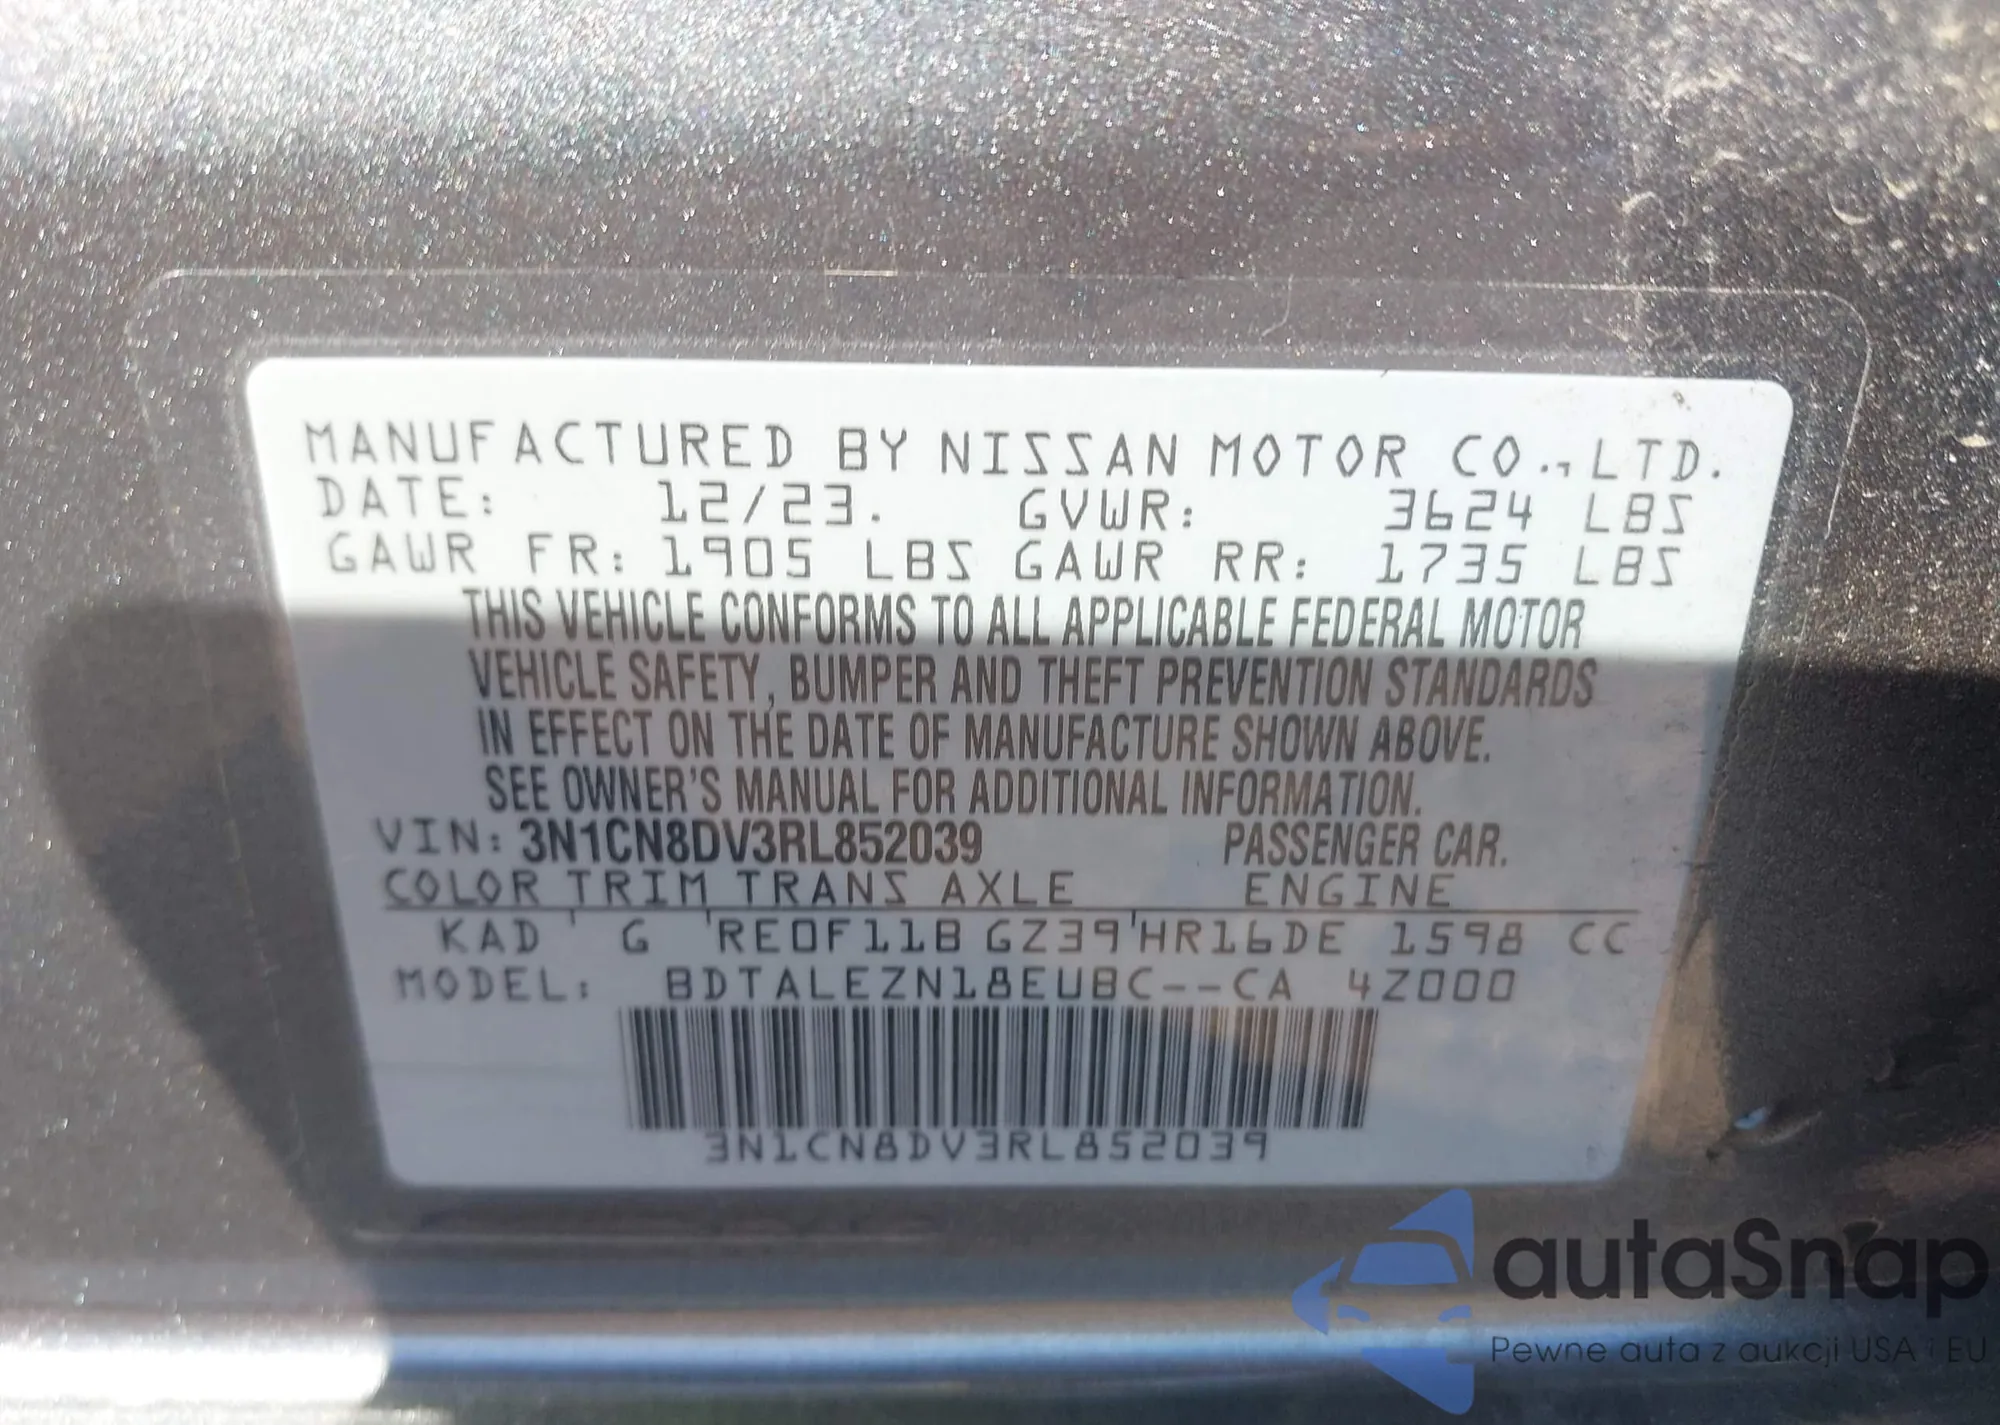 MANUFACTURED BY NISSAN MOTOR CO., LTD.
DATE: 12/23. GVWR: 3624 LBS
GAWR FR: 1905 LBS GAWR RR: 1735 LBS
THIS VEHICLE CONFORMS TO ALL APPLICABLE FEDERAL MOTOR
VEHICLE SAFETY, BUMPER AND THEFT PREVENTION STANDARDS
IN EFFECT ON THE DATE OF MANUFACTURE SHOWN ABOVE.
SEE OWNER'S MANUAL FOR ADDITIONAL INFORMATION.
VIN: 3N1CN8DV3RL852039 PASSENGER CAR.
COLOR TRIM TRANS AXLE ENGINE
KAD ' G 'RE0F11B GZ39'HR16DE 1598 CC
MODEL: BDTALEZN18EUBC--CA 4Z000
3N1CN8DV3RL852039
autaSnap
Pewne auta z aukcji USA i EU